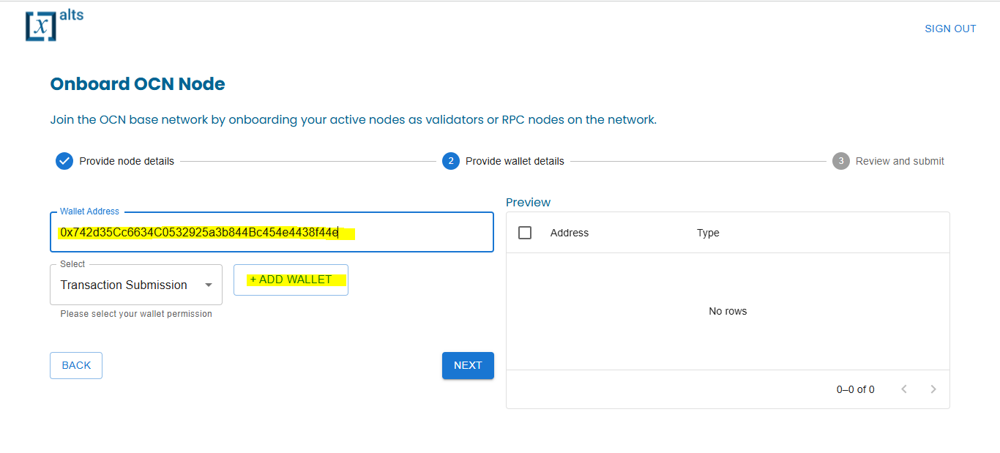 [x] alts
SIGN OUT
Onboard OCN Node
Join the OCN base network by onboarding your active nodes as validators or RPC nodes on the network.
Provide node details
2 Provide wallet details
3 Review and submit
Wallet Address
0x742d35Cc6634C0532925a3b844Bc454e4438f44e
Select
Transaction Submission
+ ADD WALLET
Please select your wallet permission
BACK
NEXT
Preview
Address Type
No rows
0–0 of 0